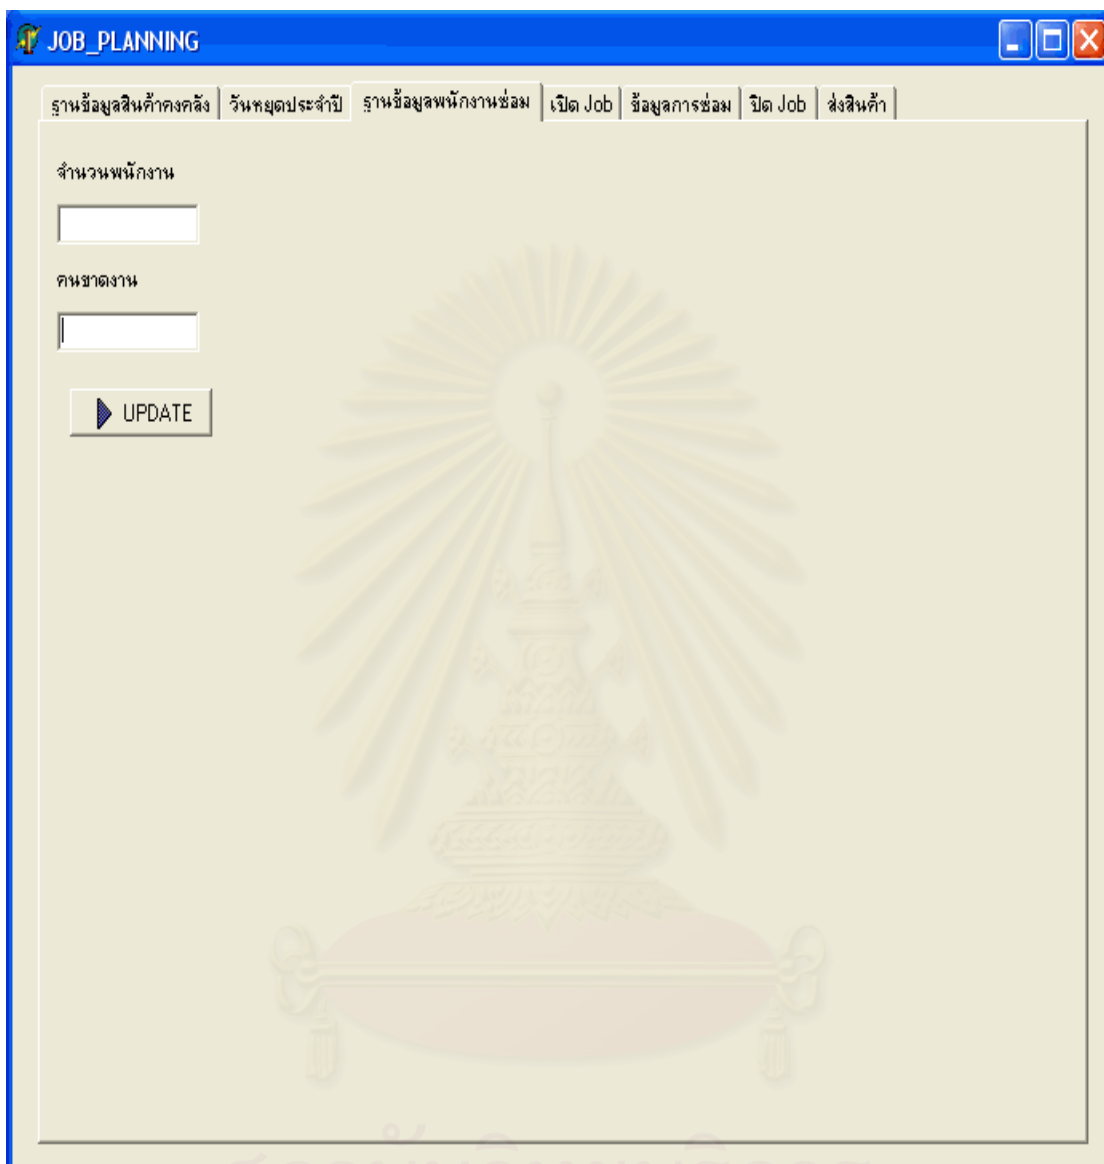 JOB_PLANNING
ฐานข้อมูลสินค้าคงคลัง วันหยุดประจำปี ฐานข้อมูลพนักงานซ่อม เปิด Job ข้อมูลการซ่อม ปิด Job ส่งสินค้า
จำนวนพนักงาน
คนขาดงาน
UPDATE